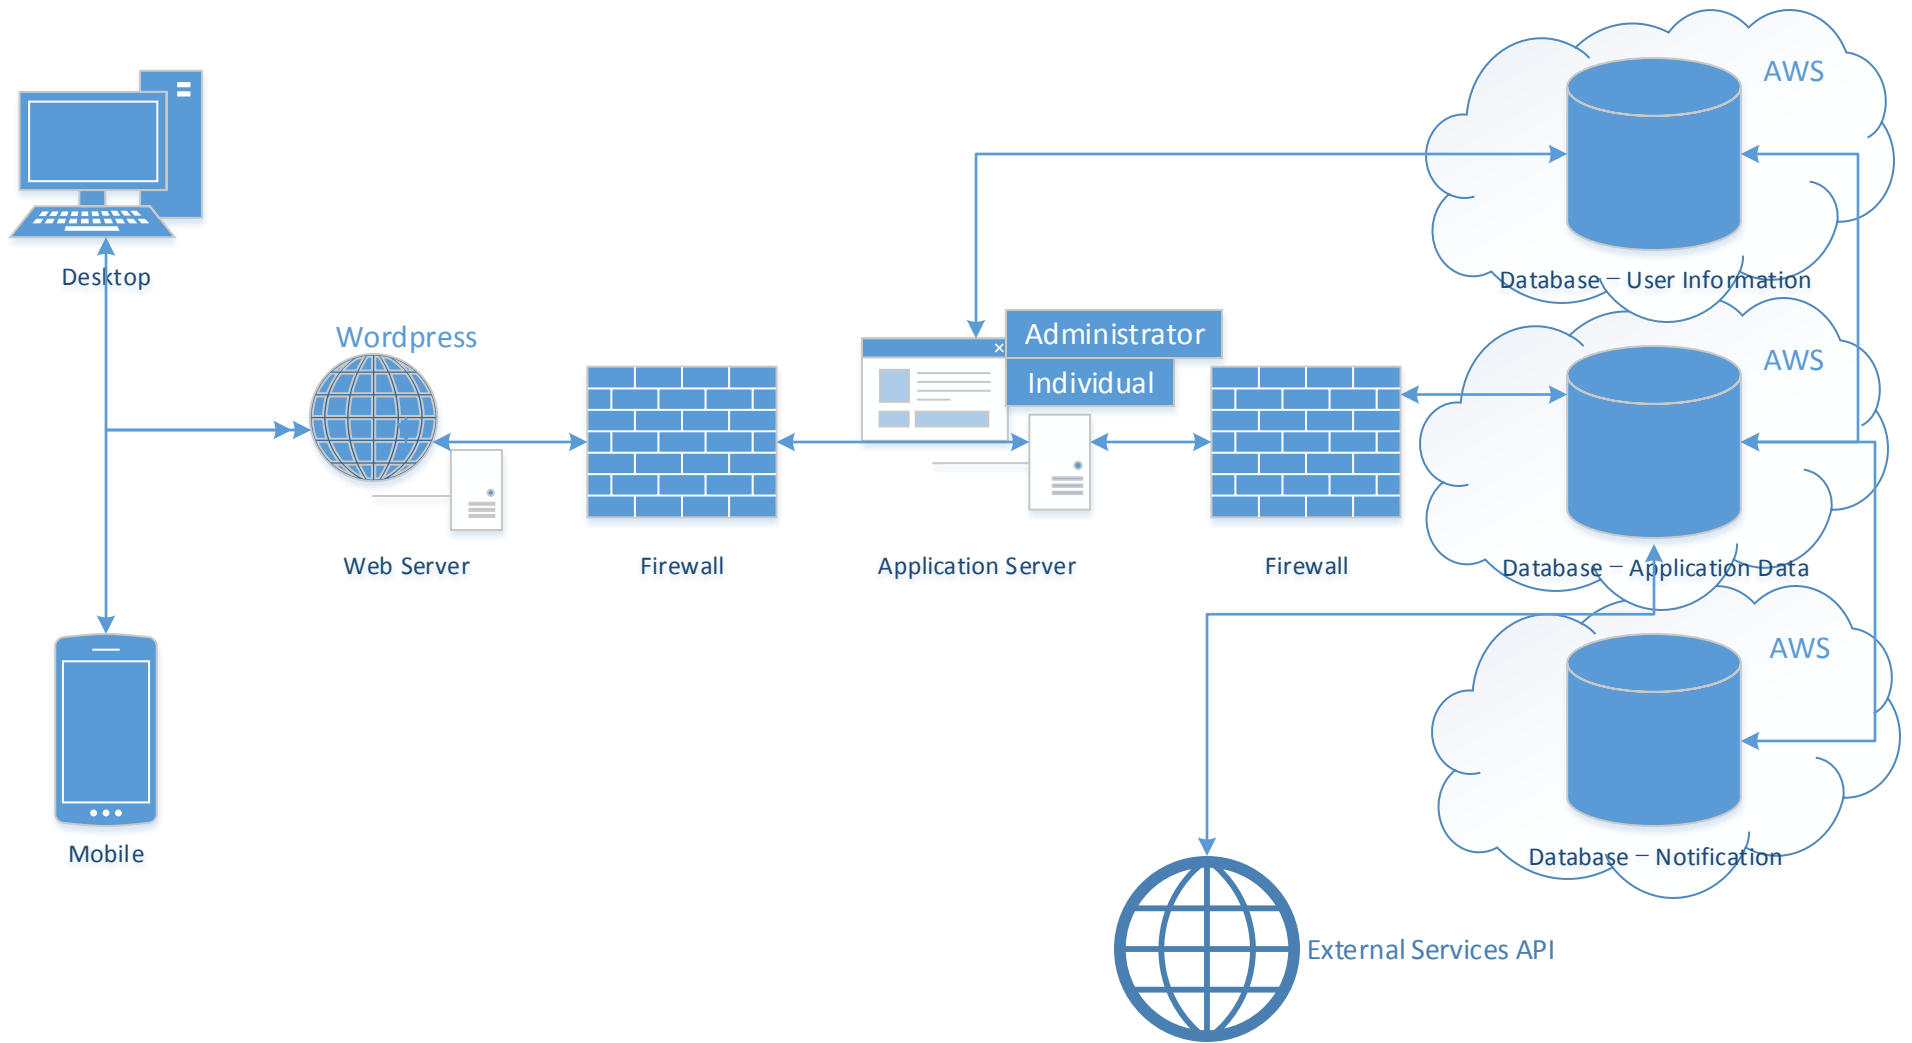 AWS
Desktop
Database – User Information
Wordpress
Administrator
Individual
AWS
Web Server
Firewall
Application Server
Firewall
Database – Application Data
AWS
Mobile
Database – Notification
External Services API